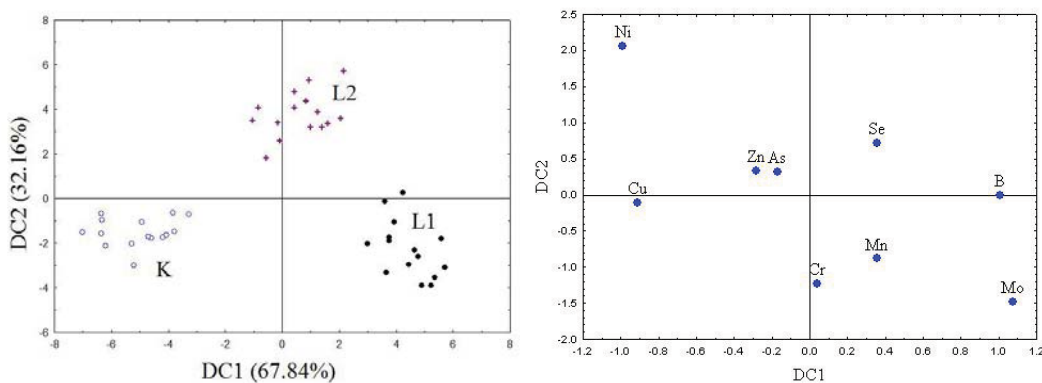 8
6
4
2
0
-2
-4
-6
DC2 (32.16%)
L2
L1
K
-8 -6 -4 -2 0 2 4 6 8
DC1 (67.84%)
2.5
2.0
1.5
1.0
0.5
0.0
-0.5
-1.0
-1.5
-2.0
DC2
Ni
Se
Zn As
B
Cu
Mn
Cr
Mo
-1.2 -1.0 -0.8 -0.6 -0.4 -0.2 0.0 0.2 0.4 0.6 0.8 1.0 1.2
DC1